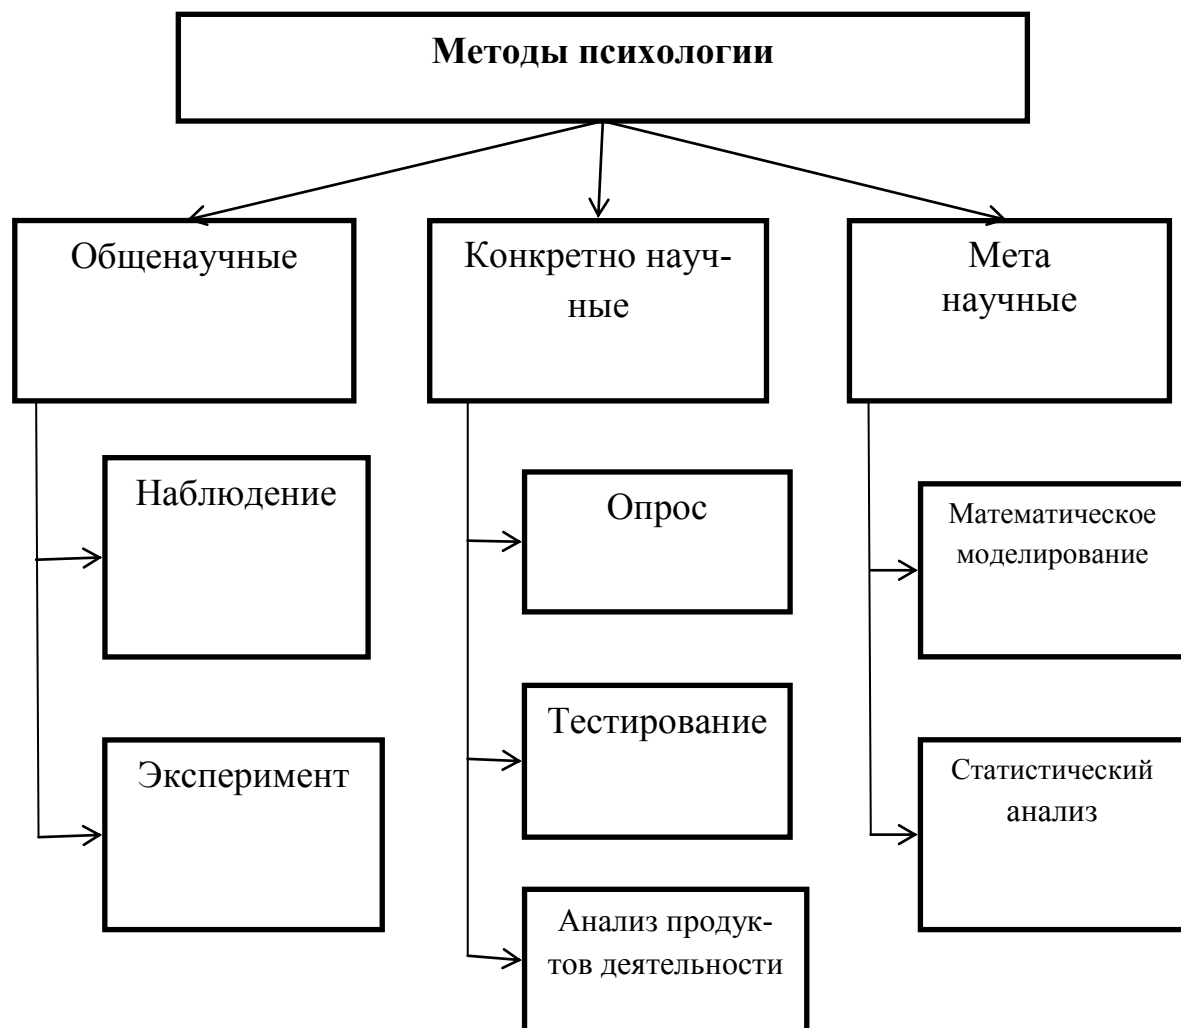 Методы психологии
Общенаучные
Конкретно науч-
ные
Мета
научные
Наблюдение
Эксперимент
Опрос
Тестирование
Анализ продук-
тов деятельности
Математическое
моделирование
Статистический
анализ